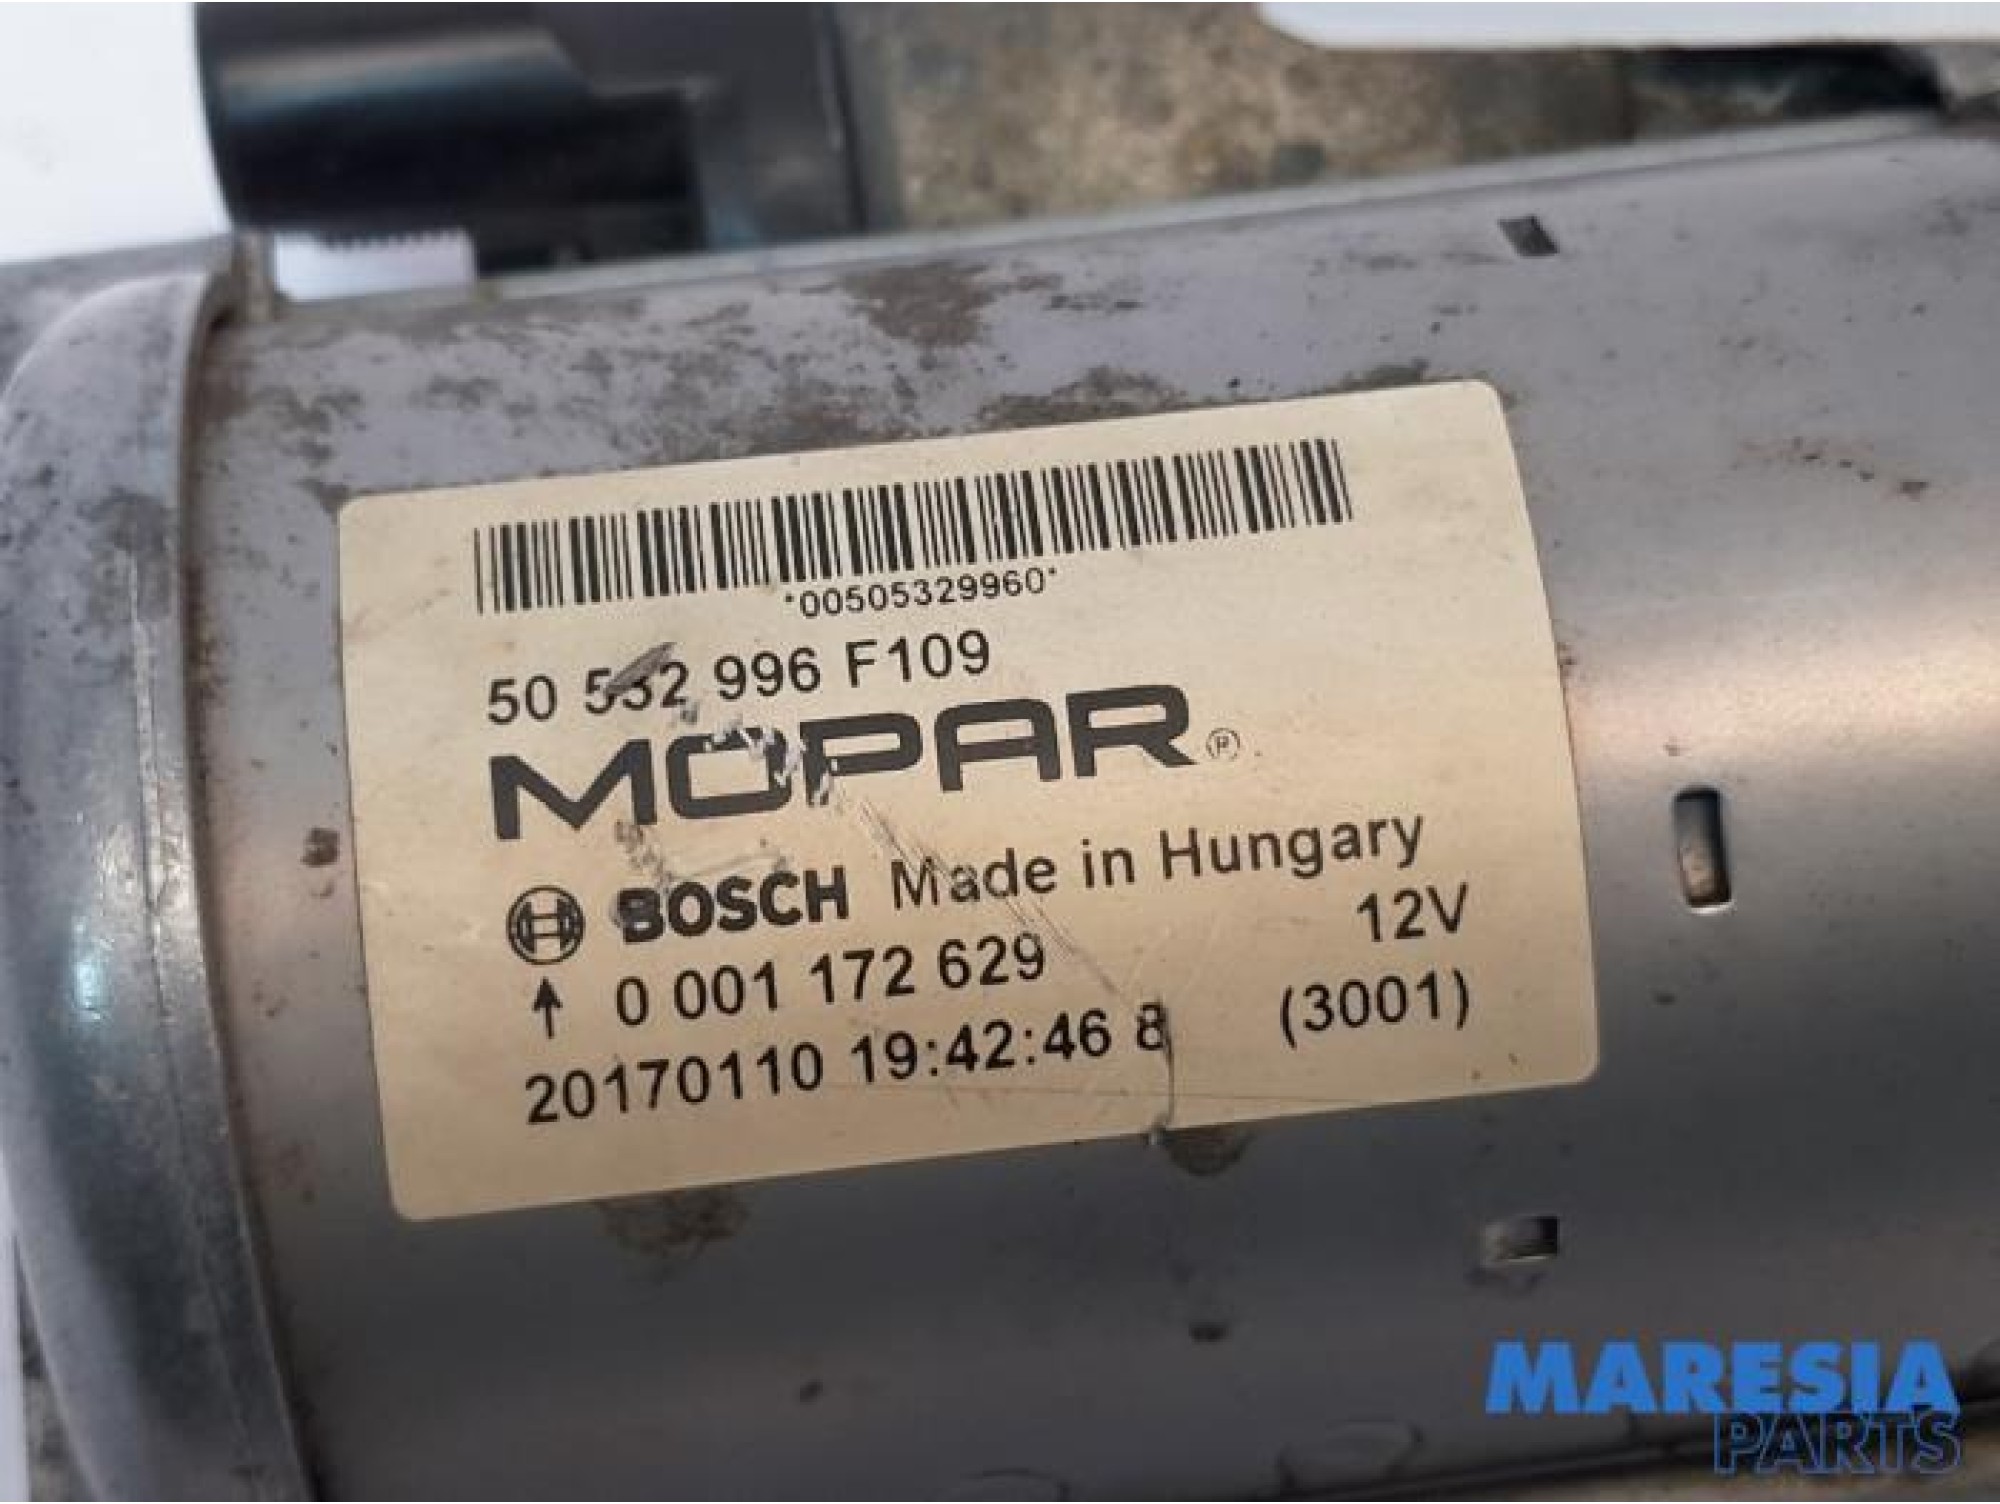 *00505329960*
50 532 996 F109
MOPAR®
BOSCH Made in Hungary
0 001 172 629 12V
20170110 19:42:46 8 (3001)
MARESIA
PARTS